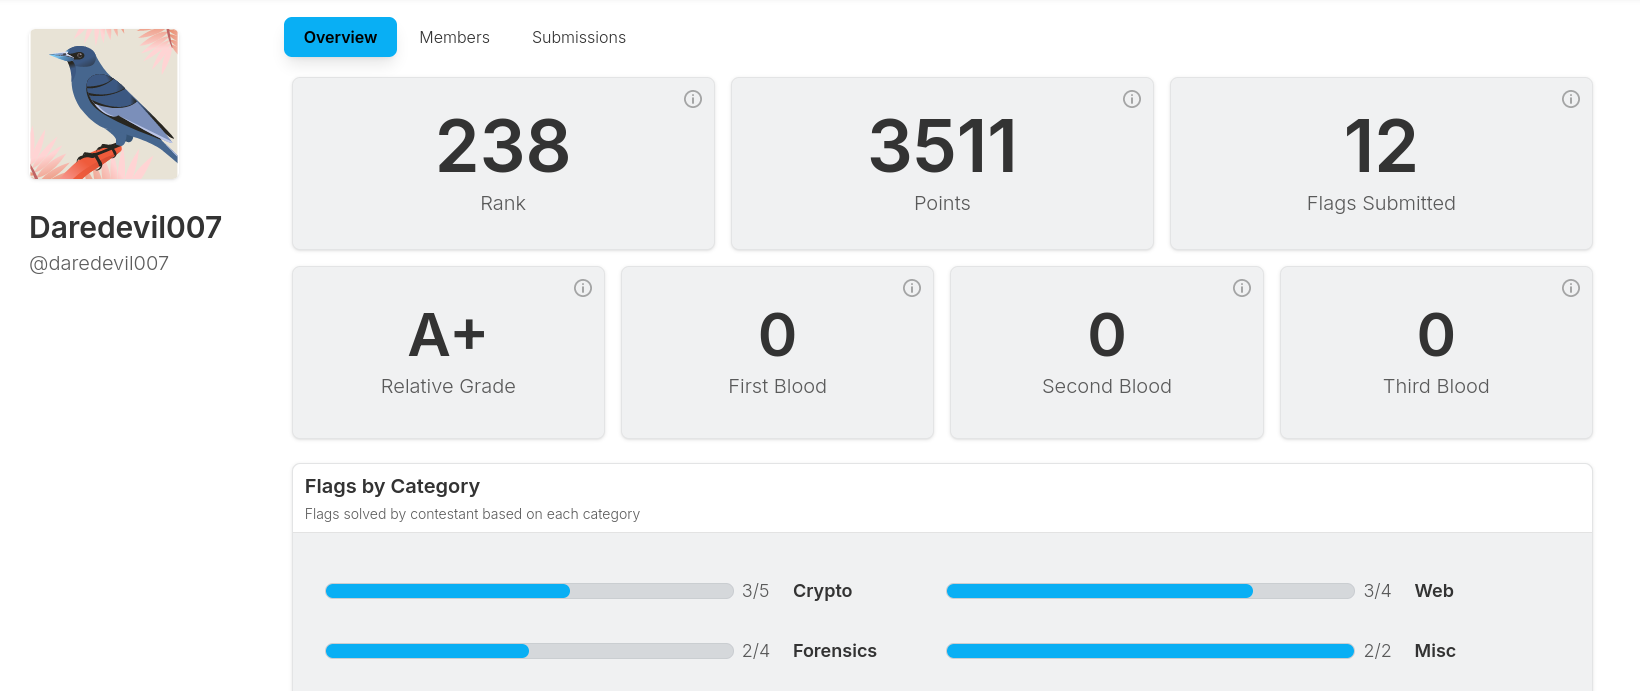 Overview Members Submissions
Daredevil007
@daredevil007
238 3511 12
Rank Points Flags Submitted
A+ 0 0 0
Relative Grade First Blood Second Blood Third Blood
Flags by Category
Flags solved by contestant based on each category
3/5 Crypto 3/4 Web
2/4 Forensics 2/2 Misc